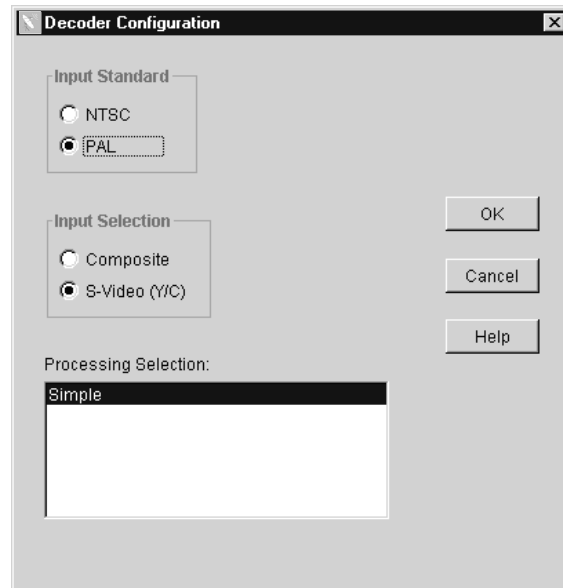 Decoder Configuration
Input Standard
NTSC
PAL
Input Selection
Composite
S-Video (Y/C)
Processing Selection:
Simple
OK
Cancel
Help